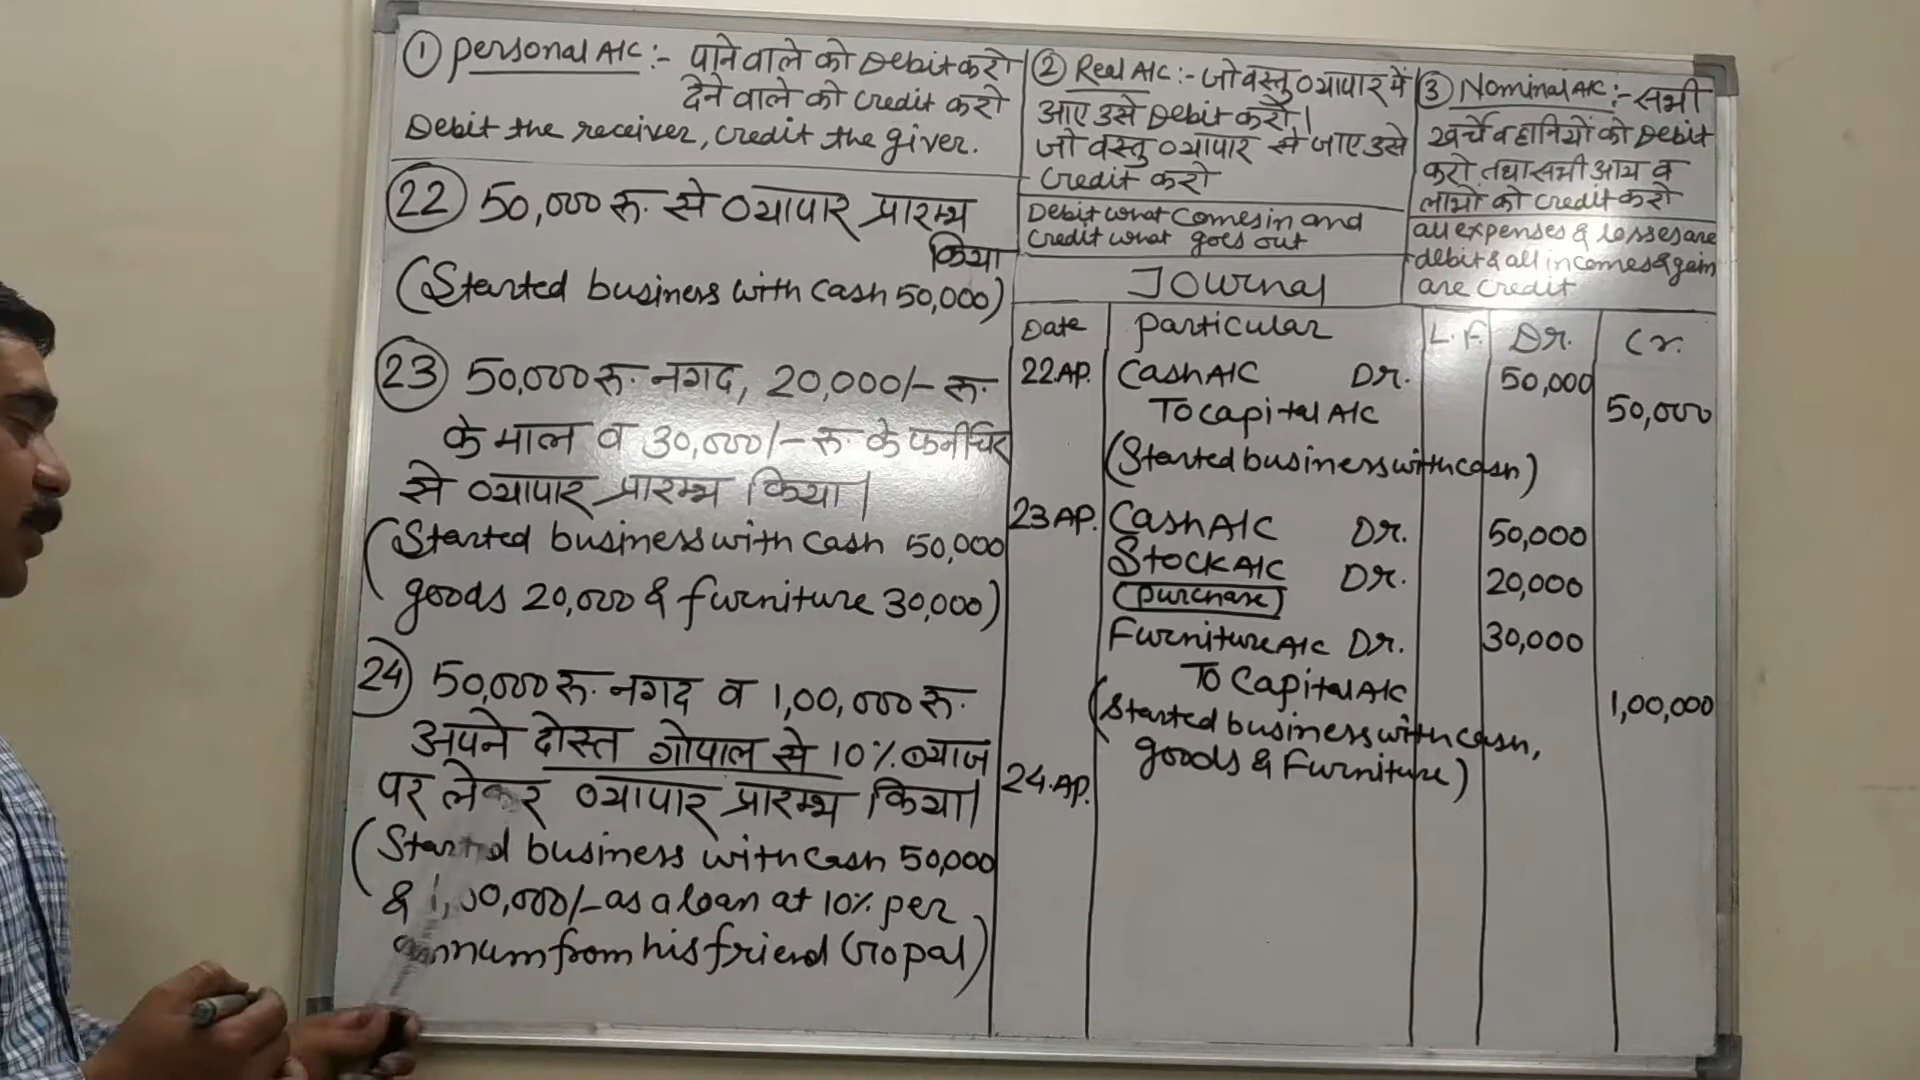 ① Personal A/C :- पाने वाले को Debit करो
देने वाले को Credit करो
Debit the receiver, credit the giver.
② Real A/C :- जो वस्तु व्यापार में
आए उसे Debit करो।
जो वस्तु व्यापार से जाए उसे
Credit करो
Debit what comes in and
Credit what goes out
③ Nominal A/C :- सभी
खर्चे व हानियों को Debit
करो तथा सभी आय व
लाभों को Credit करो
all expenses & losses are
debit & all incomes & gain
are credit
22 50,000 रु. से व्यापार प्रारम्भ
किया
(Started business with cash 50,000)
23 50,000 रु. नगद, 20,000/- रु.
के माल व 30,000/- रु. के फर्नीचर
से व्यापार प्रारम्भ किया।
(Started business with cash 50,000
goods 20,000 & furniture 30,000)
24 50,000 रु. नगद व 1,00,000 रु.
अपने दोस्त गोपाल से 10% ब्याज
पर लेकर व्यापार प्रारम्भ किया।
(Started business with cash 50,000
& 1,00,000/- as a loan at 10% per
annum from his friend Gopal)
Journal
Date Particular L.F. Dr. Cr.
22 AP. Cash A/C Dr. 50,000
To Capital A/C 50,000
(Started business with cash)
23 AP. Cash A/C Dr. 50,000
Stock A/C Dr. 20,000
(Purchase)
Furniture A/C Dr. 30,000
To Capital A/C 1,00,000
(Started business with cash,
goods & Furniture)
24. AP.